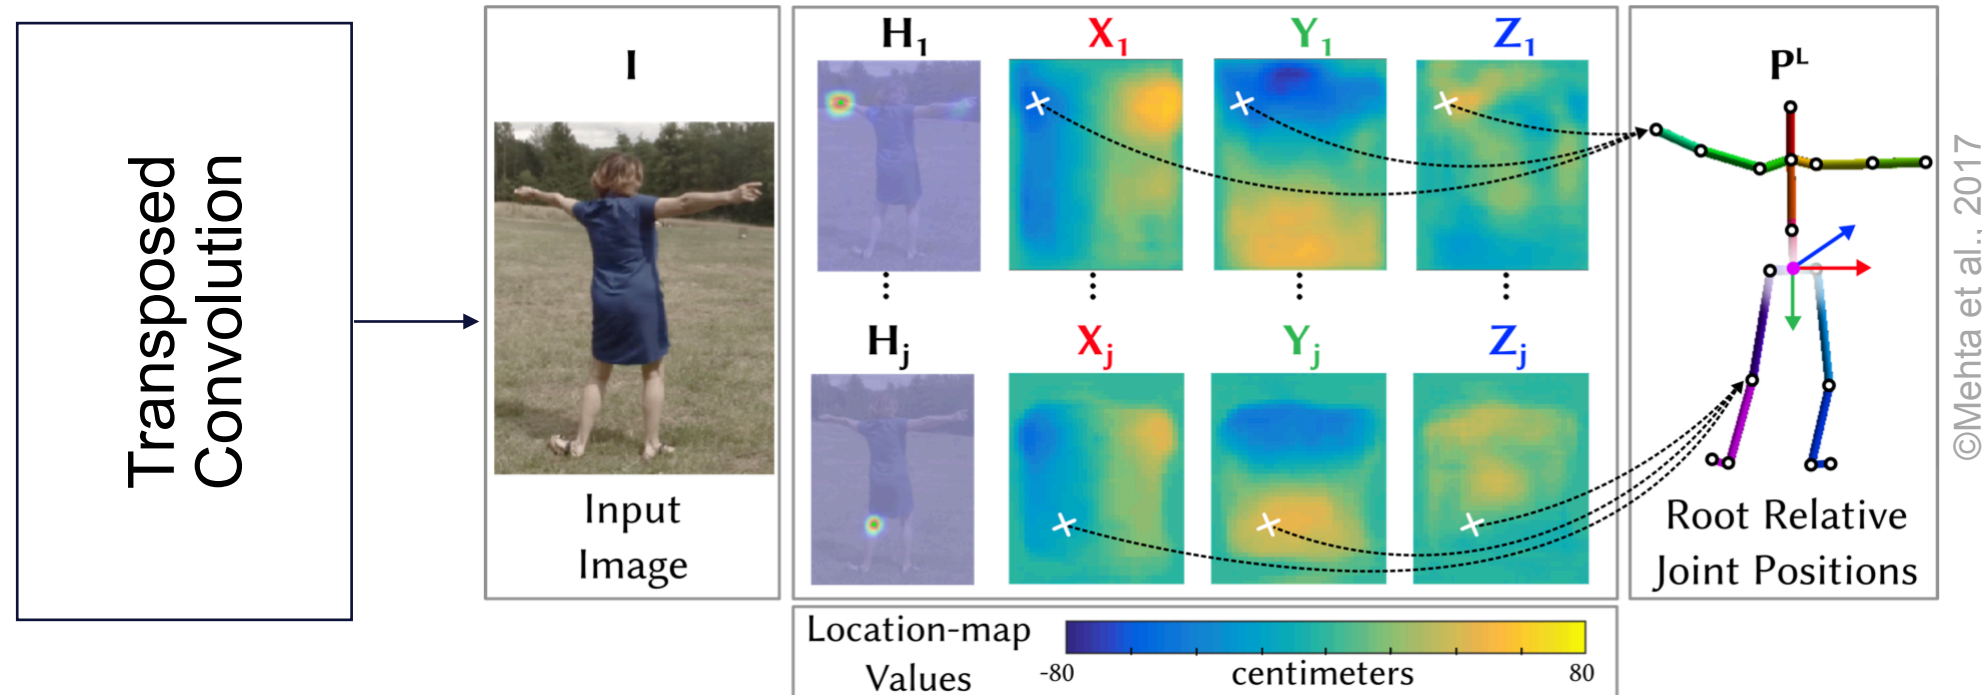 Transposed
Convolution
I
Input
Image
H1
X1
Y1
Z1
Hj
Xj
Yj
Zj
Location-map
Values
-80
centimeters
80
PL
Root Relative
Joint Positions
©Mehta et al., 2017